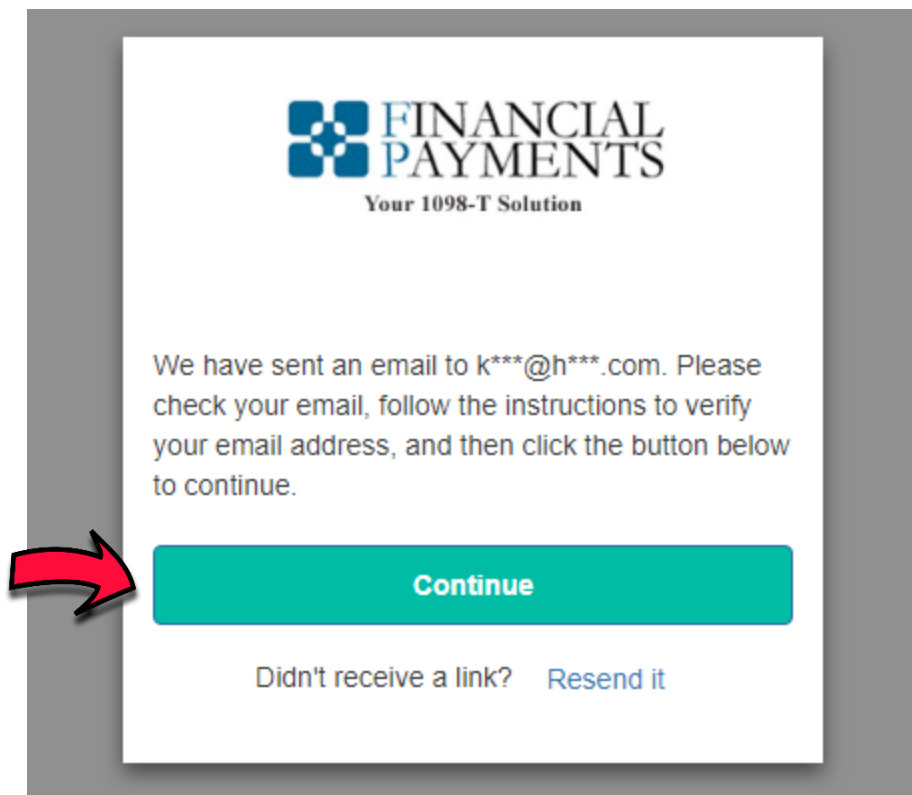 FINANCIAL
PAYMENTS
Your 1098-T Solution
We have sent an email to k***@h***.com. Please
check your email, follow the instructions to verify
your email address, and then click the button below
to continue.
Continue
Didn't receive a link? Resend it